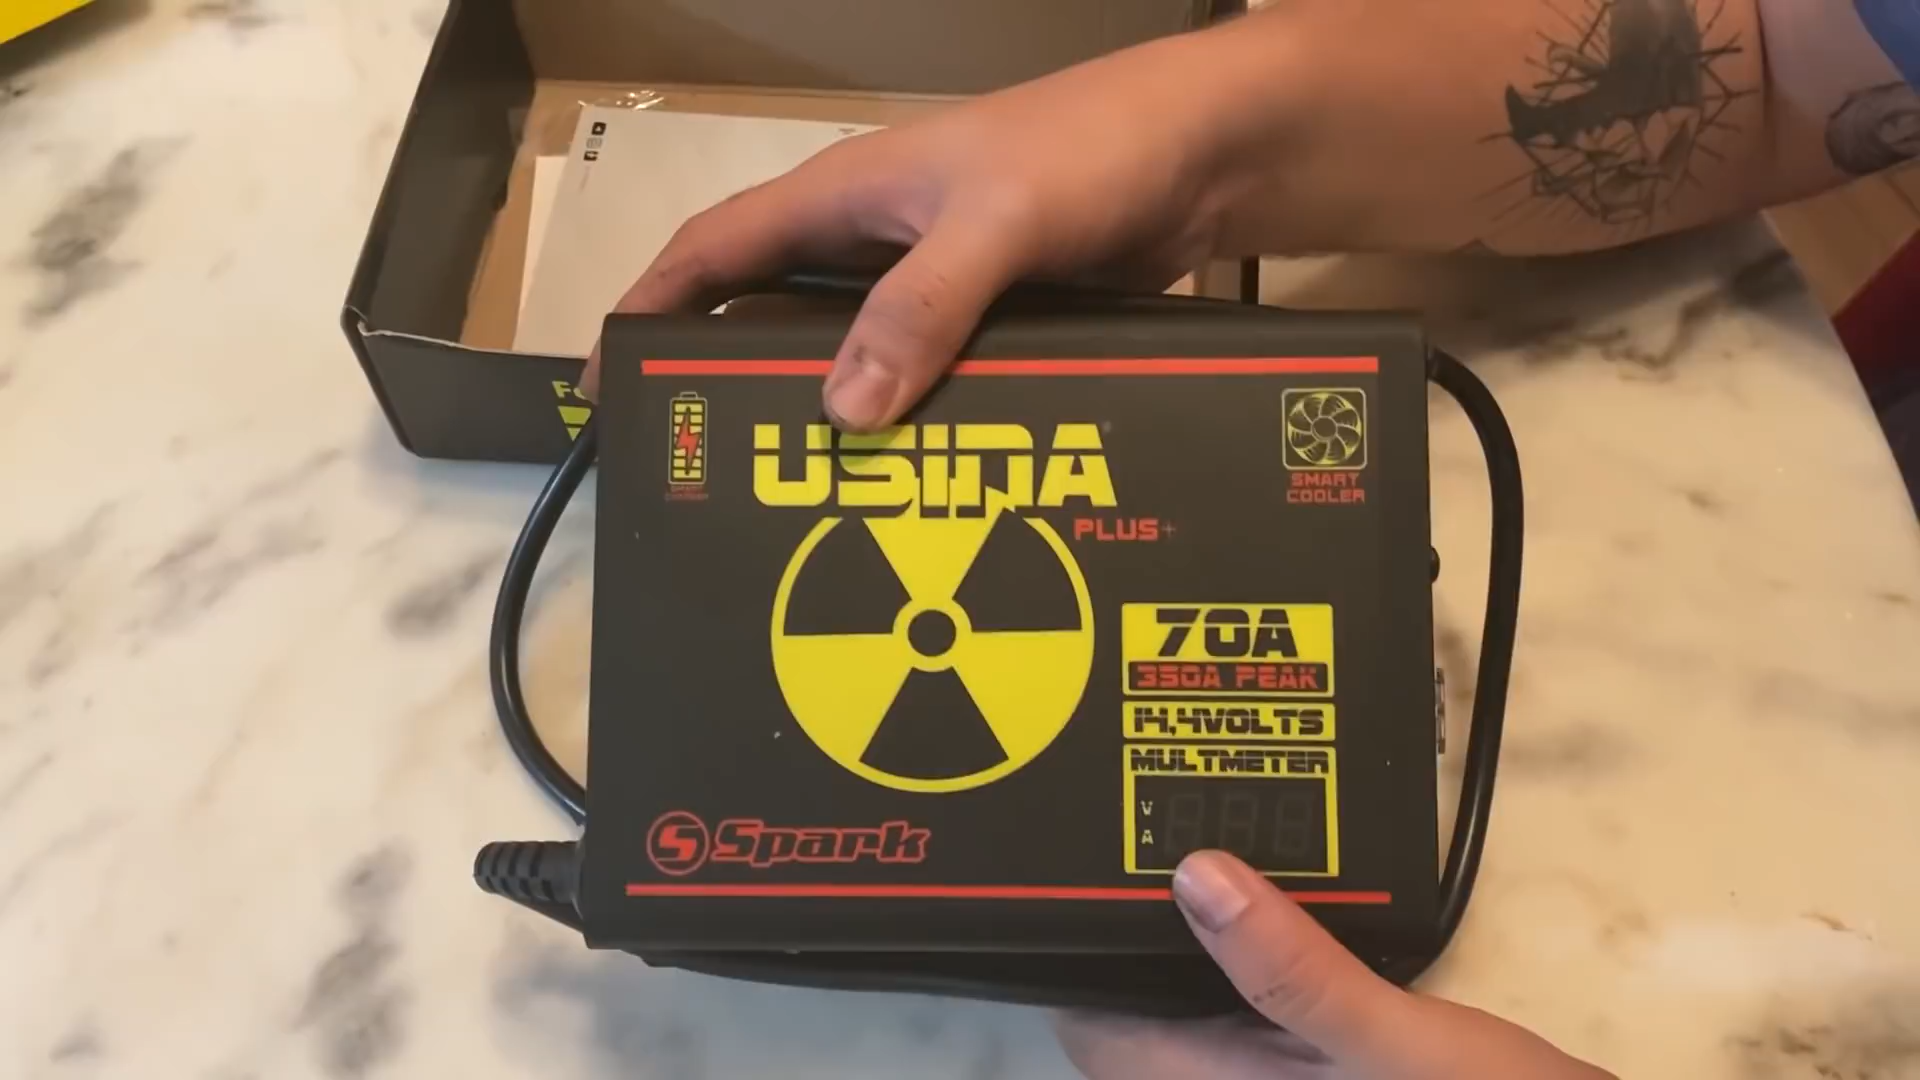 USINA
PLUS+
SMART
COOLER
70A
350A PEAK
14,4VOLTS
MULTMETER
V
A
Spark